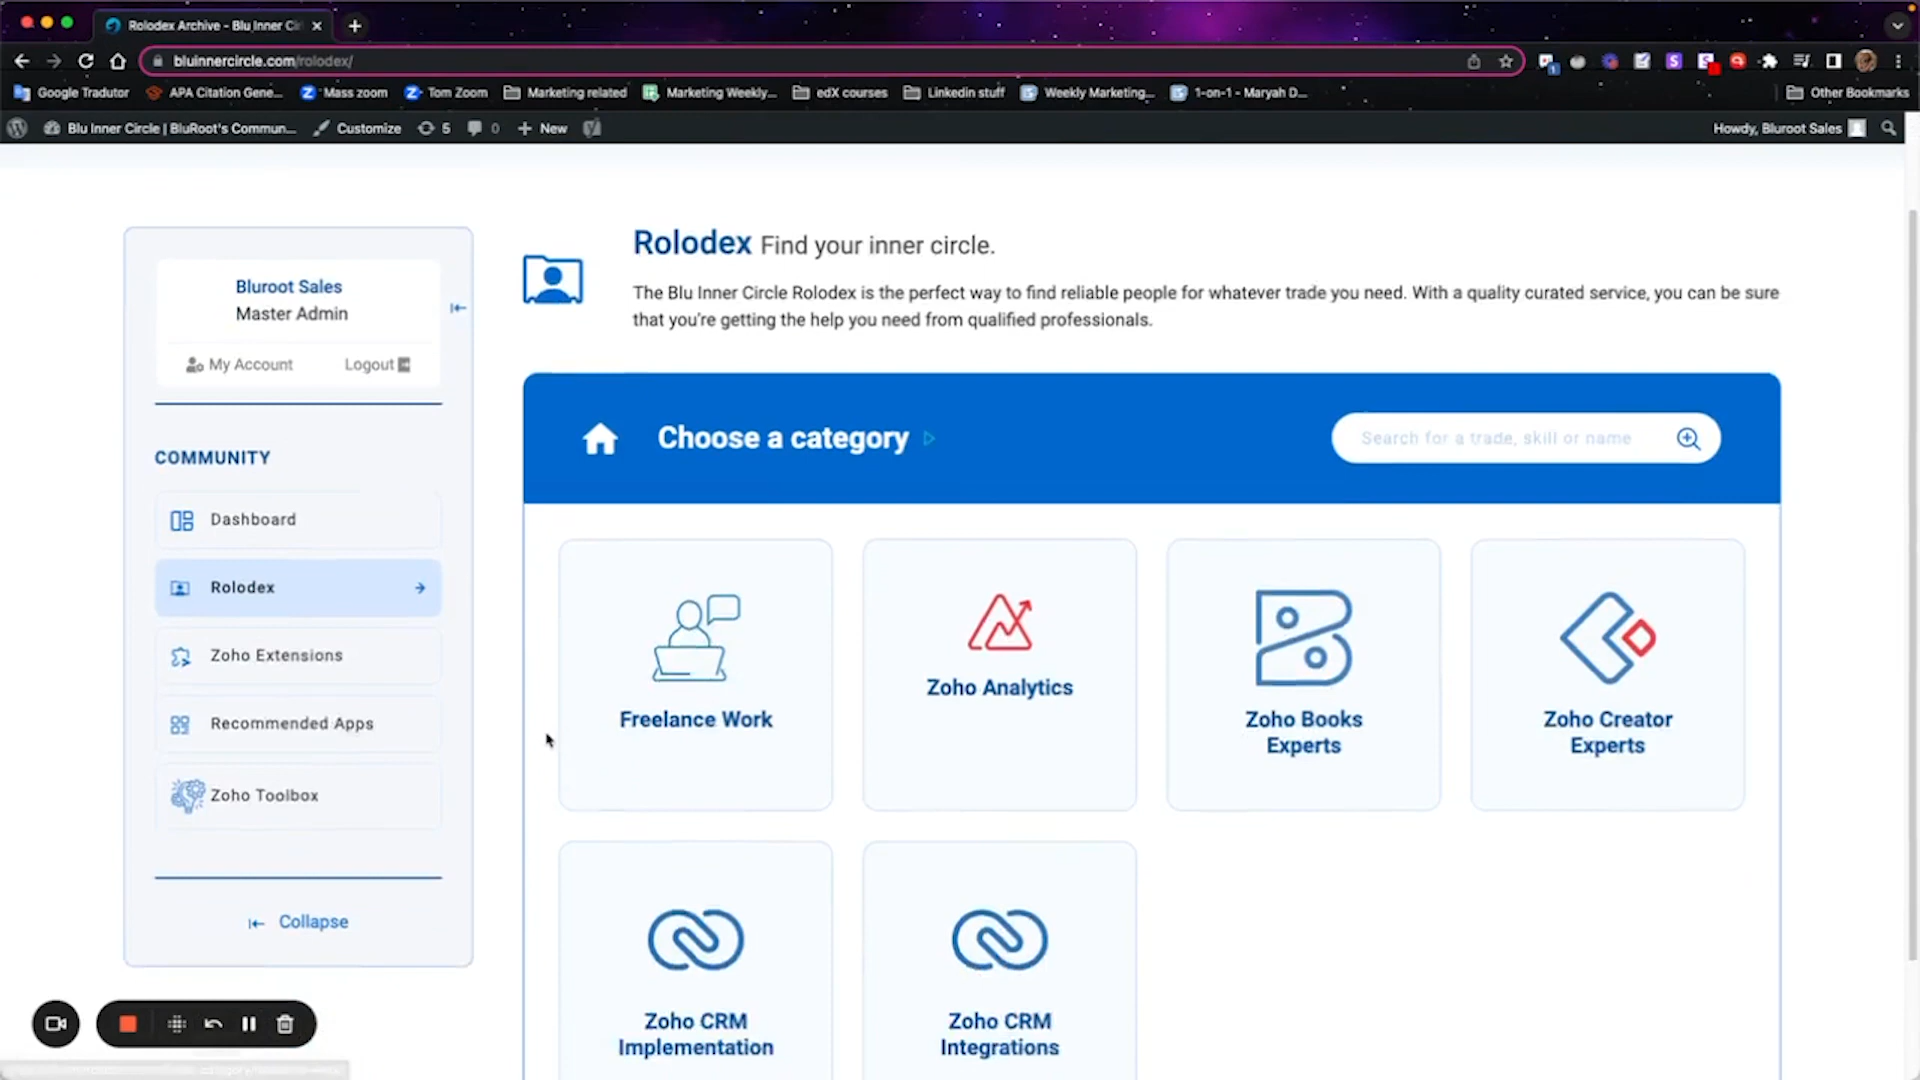 Rolodex Archive - Blu Inner Cir
bluinnercircle.com/rolodex/
1
Google Tradutor
APA Citation Gene...
Mass zoom
Tom Zoom
Marketing related
Marketing Weekly...
edX courses
Linkedin stuff
Weekly Marketing...
1-on-1 - Maryah D...
Other Bookmarks
Blu Inner Circle | BluRoot's Commun...
Customize
5
0
New
Howdy, Bluroot Sales
Bluroot Sales
Master Admin
My Account
Logout
COMMUNITY
Dashboard
Rolodex
Zoho Extensions
Recommended Apps
Zoho Toolbox
Collapse
Rolodex Find your inner circle.
The Blu Inner Circle Rolodex is the perfect way to find reliable people for whatever trade you need. With a quality curated service, you can be sure
that you're getting the help you need from qualified professionals.
Choose a category
Search for a trade, skill or name
Freelance Work
Zoho Analytics
Zoho Books
Experts
Zoho Creator
Experts
Zoho CRM
Implementation
Zoho CRM
Integrations